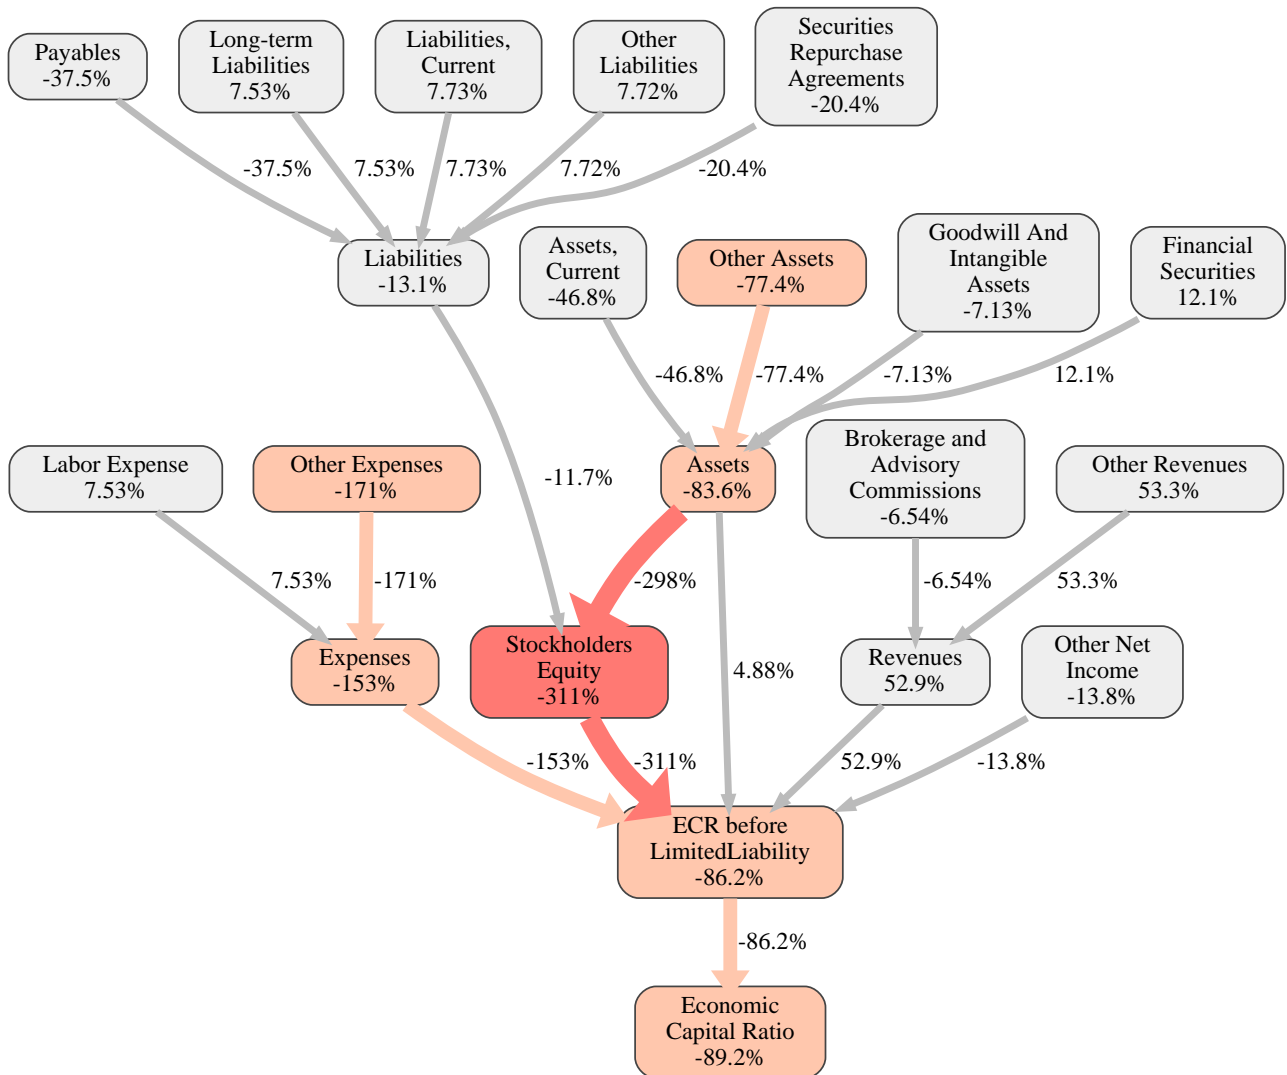 Payables
-37.5%
Long-term
Liabilities
7.53%
Liabilities,
Current
7.73%
Other
Liabilities
7.72%
Securities
Repurchase
Agreements
-20.4%
-37.5%
7.53%
7.73%
7.72%
-20.4%
Liabilities
-13.1%
Assets,
Current
-46.8%
Other Assets
-77.4%
Goodwill And
Intangible
Assets
-7.13%
Financial
Securities
12.1%
-46.8%
-77.4%
-7.13%
12.1%
Labor Expense
7.53%
Other Expenses
-171%
-11.7%
Assets
-83.6%
Brokerage and
Advisory
Commissions
-6.54%
Other Revenues
53.3%
7.53%
-171%
-298%
-6.54%
53.3%
Expenses
-153%
Stockholders
Equity
-311%
4.88%
Revenues
52.9%
Other Net
Income
-13.8%
-153%
-311%
52.9%
-13.8%
ECR before
LimitedLiability
-86.2%
-86.2%
Economic
Capital Ratio
-89.2%